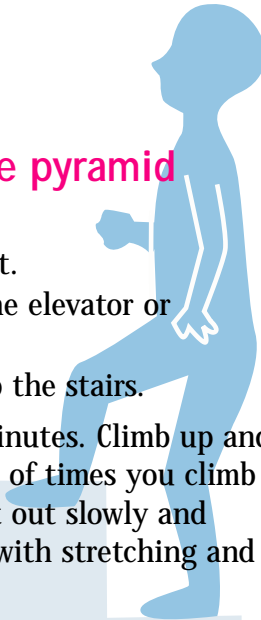 e pyramid
t.
he elevator or
o the stairs.
inutes. Climb up and
of times you climb
t out slowly and
with stretching and